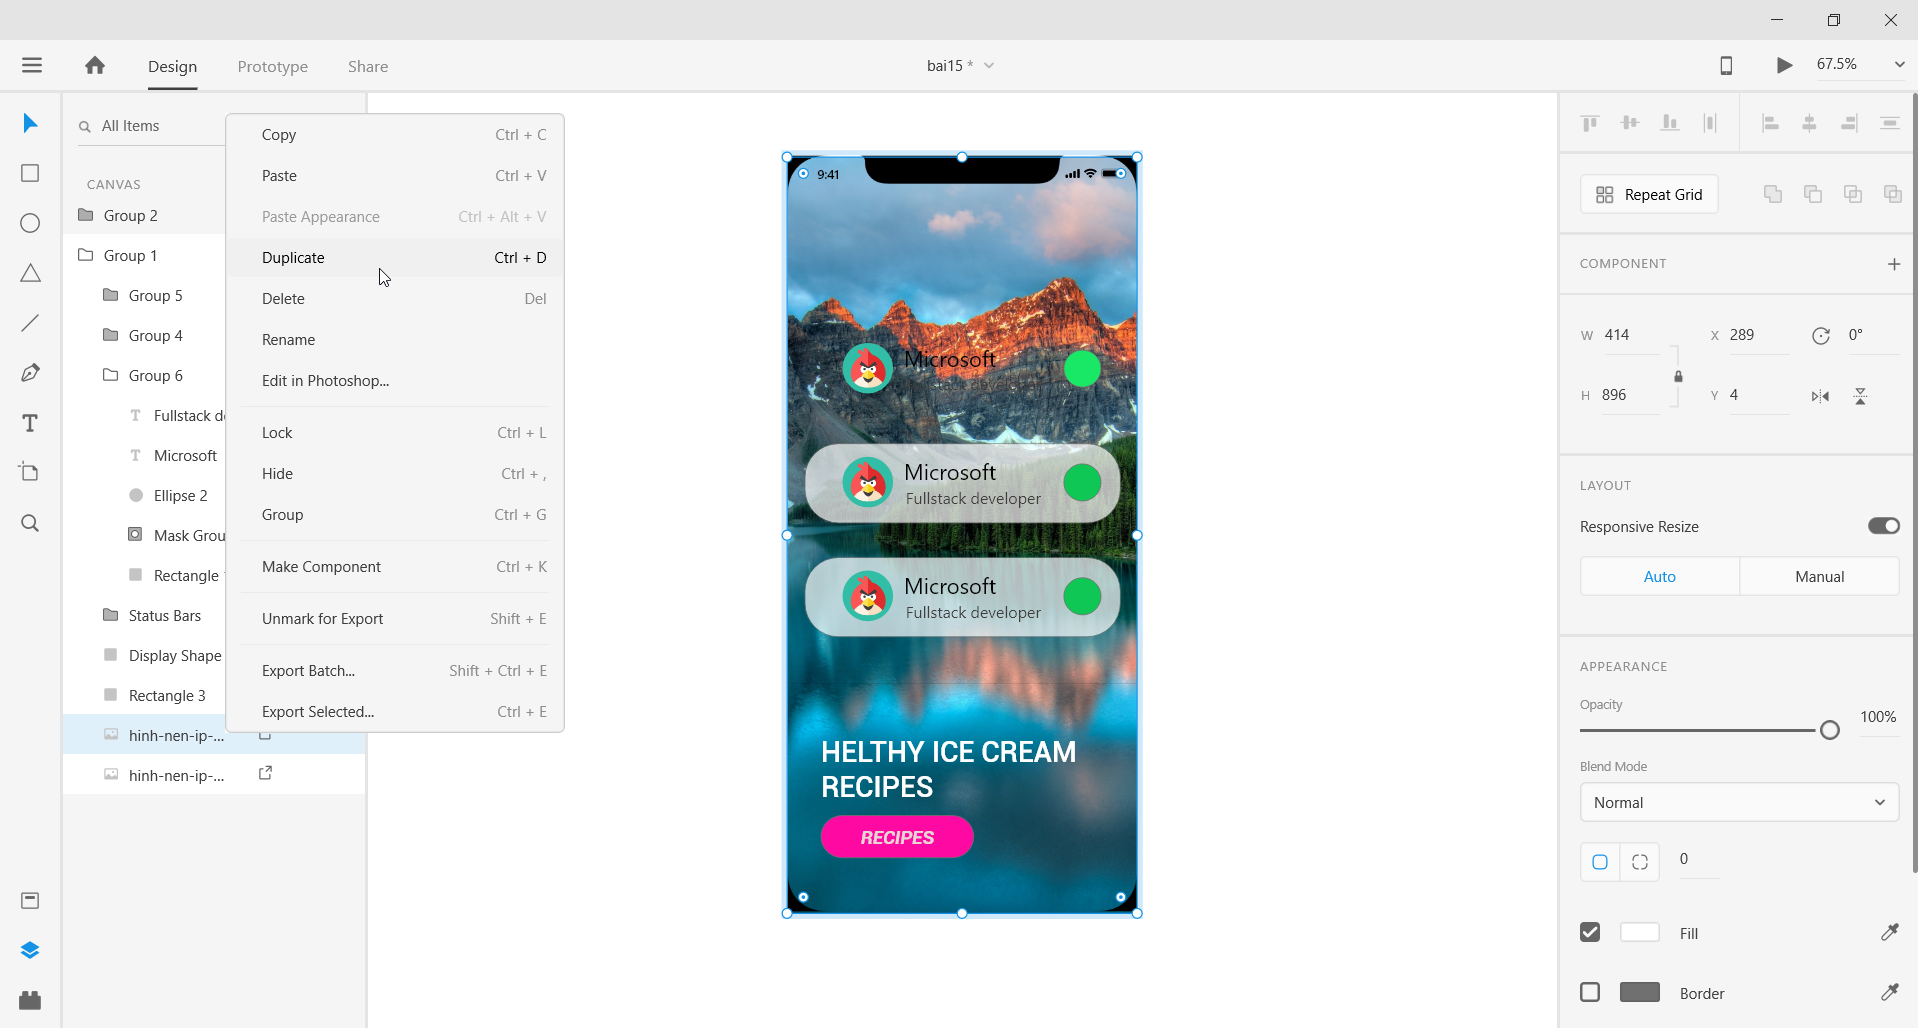 Design
Prototype
Share
bai15 *
67.5%
All Items
CANVAS
Group 2
Group 1
Group 5
Group 4
Group 6
Fullstack d
Microsoft
Ellipse 2
Mask Grou
Rectangle
Status Bars
Display Shape
Rectangle 3
hinh-nen-ip-...
hinh-nen-ip-...
Copy Ctrl + C
Paste Ctrl + V
Paste Appearance Ctrl + Alt + V
Duplicate Ctrl + D
Delete Del
Rename
Edit in Photoshop...
Lock Ctrl + L
Hide Ctrl + ,
Group Ctrl + G
Make Component Ctrl + K
Unmark for Export Shift + E
Export Batch... Shift + Ctrl + E
Export Selected... Ctrl + E
9:41
Microsoft
Fullstack developer
Microsoft
Fullstack developer
Microsoft
Fullstack developer
HELTHY ICE CREAM
RECIPES
RECIPES
Repeat Grid
COMPONENT
W 414 X 289 0°
H 896 Y 4
LAYOUT
Responsive Resize
Auto Manual
APPEARANCE
Opacity
100%
Blend Mode
Normal
0
Fill
Border